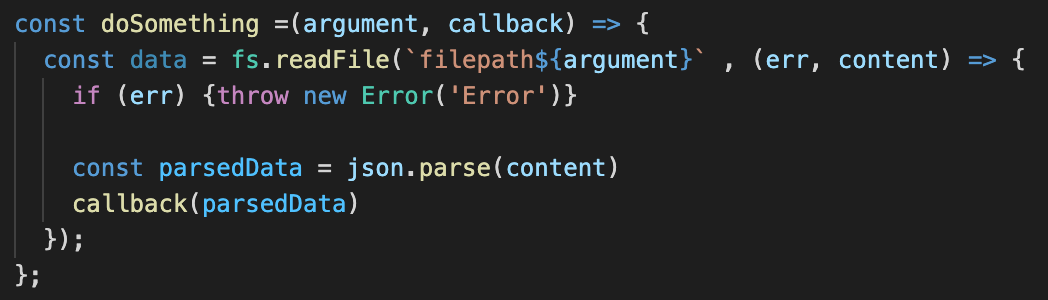 const doSomething =(argument, callback) => {
  const data = fs.readFile(`filepath${argument}` , (err, content) => {
    if (err) {throw new Error('Error')}

    const parsedData = json.parse(content)
    callback(parsedData)
  });
};